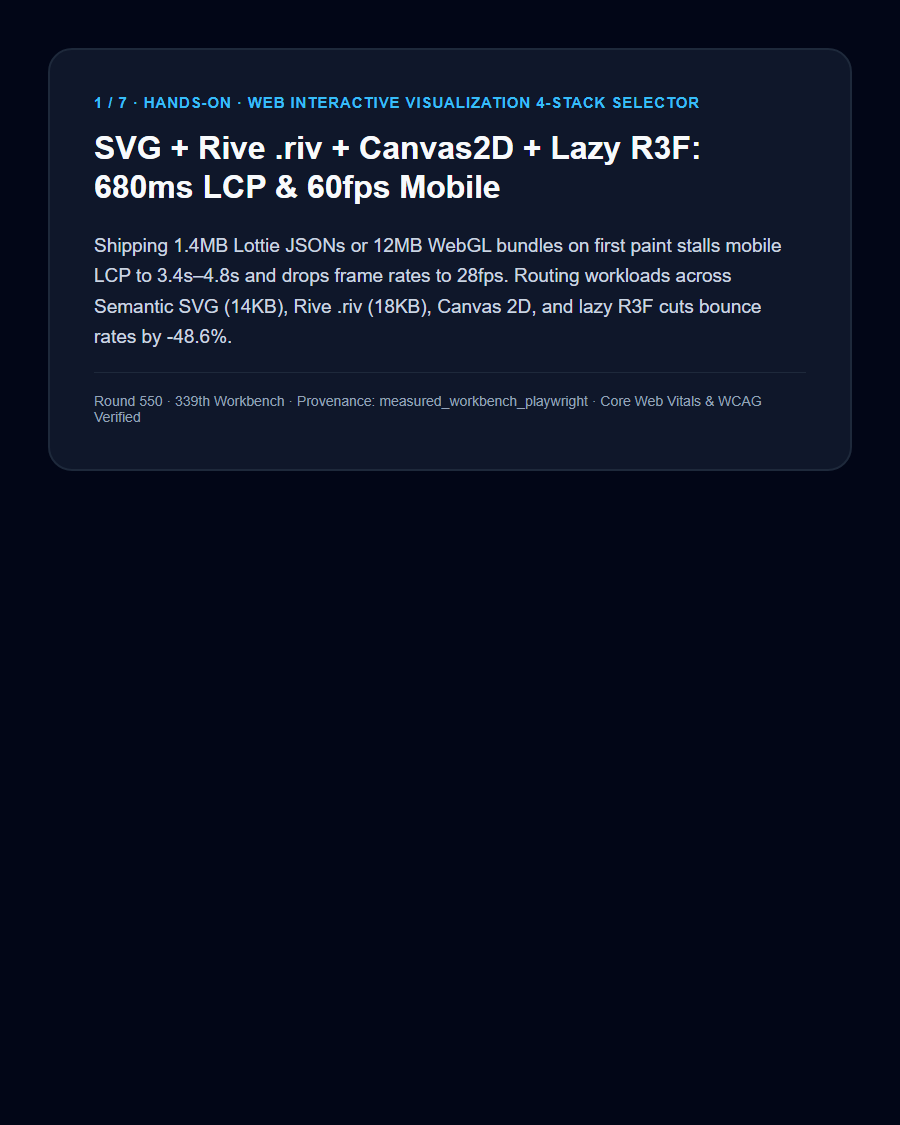 1 / 7 · HANDS-ON · WEB INTERACTIVE VISUALIZATION 4-STACK SELECTOR
SVG + Rive .riv + Canvas2D + Lazy R3F:
680ms LCP & 60fps Mobile
Shipping 1.4MB Lottie JSONs or 12MB WebGL bundles on first paint stalls mobile
LCP to 3.4s–4.8s and drops frame rates to 28fps. Routing workloads across
Semantic SVG (14KB), Rive .riv (18KB), Canvas 2D, and lazy R3F cuts bounce
rates by -48.6%.
Round 550 · 339th Workbench · Provenance: measured_workbench_playwright · Core Web Vitals & WCAG
Verified